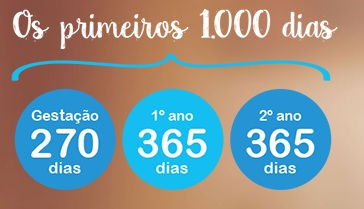 Os primeiros 1.000 dias
Gestação
270
dias
1º ano
365
dias
2º ano
365
dias